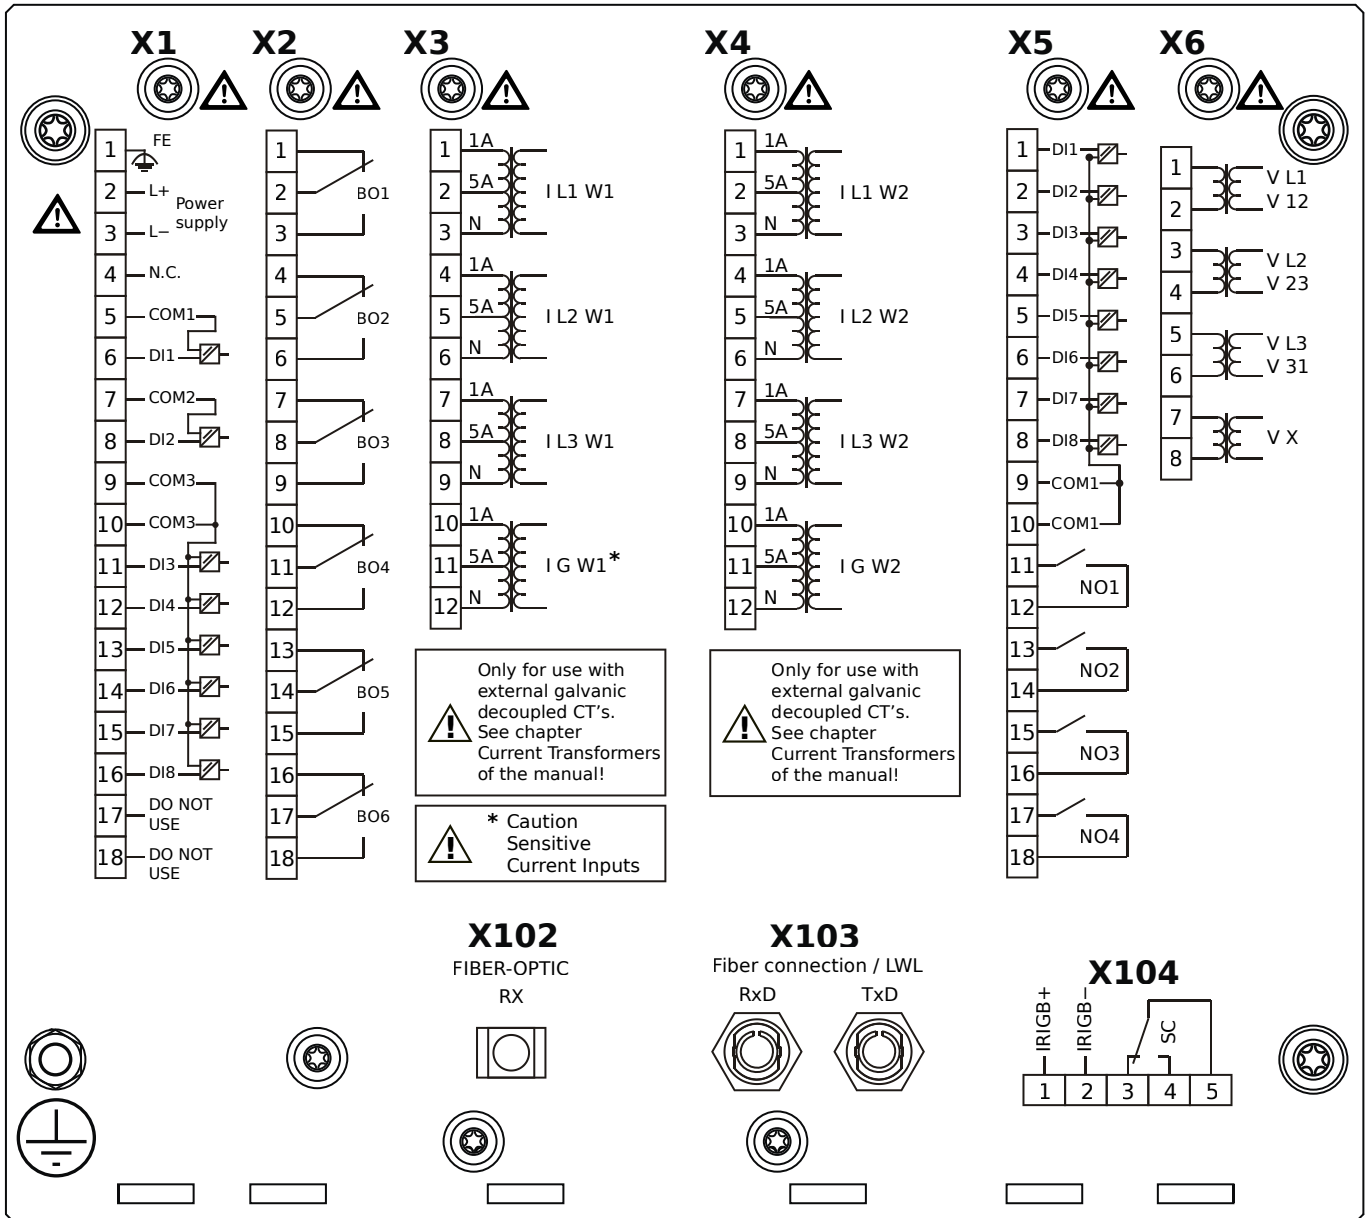 X1
1 FE
2 L+ Power
3 L− supply
4 N.C.
5 COM1
6 DI1
7 COM2
8 DI2
9 COM3
10 COM3
11 DI3
12 DI4
13 DI5
14 DI6
15 DI7
16 DI8
17 DO NOT
USE
18 DO NOT
USE
X2
1
2 BO1
3
4
5 BO2
6
7
8 BO3
9
10
11 BO4
12
13
14 BO5
15
16
17 BO6
18
X3
1 1A
2 5A I L1 W1
3 N
4 1A
5 5A I L2 W1
6 N
7 1A
8 5A I L3 W1
9 N
10 1A
11 5A I G W1*
12 N
Only for use with
external galvanic
decoupled CT's.
See chapter
Current Transformers
of the manual!
* Caution
Sensitive
Current Inputs
X4
1 1A
2 5A I L1 W2
3 N
4 1A
5 5A I L2 W2
6 N
7 1A
8 5A I L3 W2
9 N
10 1A
11 5A I G W2
12 N
Only for use with
external galvanic
decoupled CT's.
See chapter
Current Transformers
of the manual!
X5
1 DI1
2 DI2
3 DI3
4 DI4
5 DI5
6 DI6
7 DI7
8 DI8
9 COM1
10 COM1
11
NO1
12
13
NO2
14
15
NO3
16
17
NO4
18
X6
1 V L1
2 V 12
3 V L2
4 V 23
5 V L3
6 V 31
7
V X
8
X102
FIBER-OPTIC
RX
X103
Fiber connection / LWL
RxD TxD
X104
IRIGB+ IRIGB− SC
1 2 3 4 5